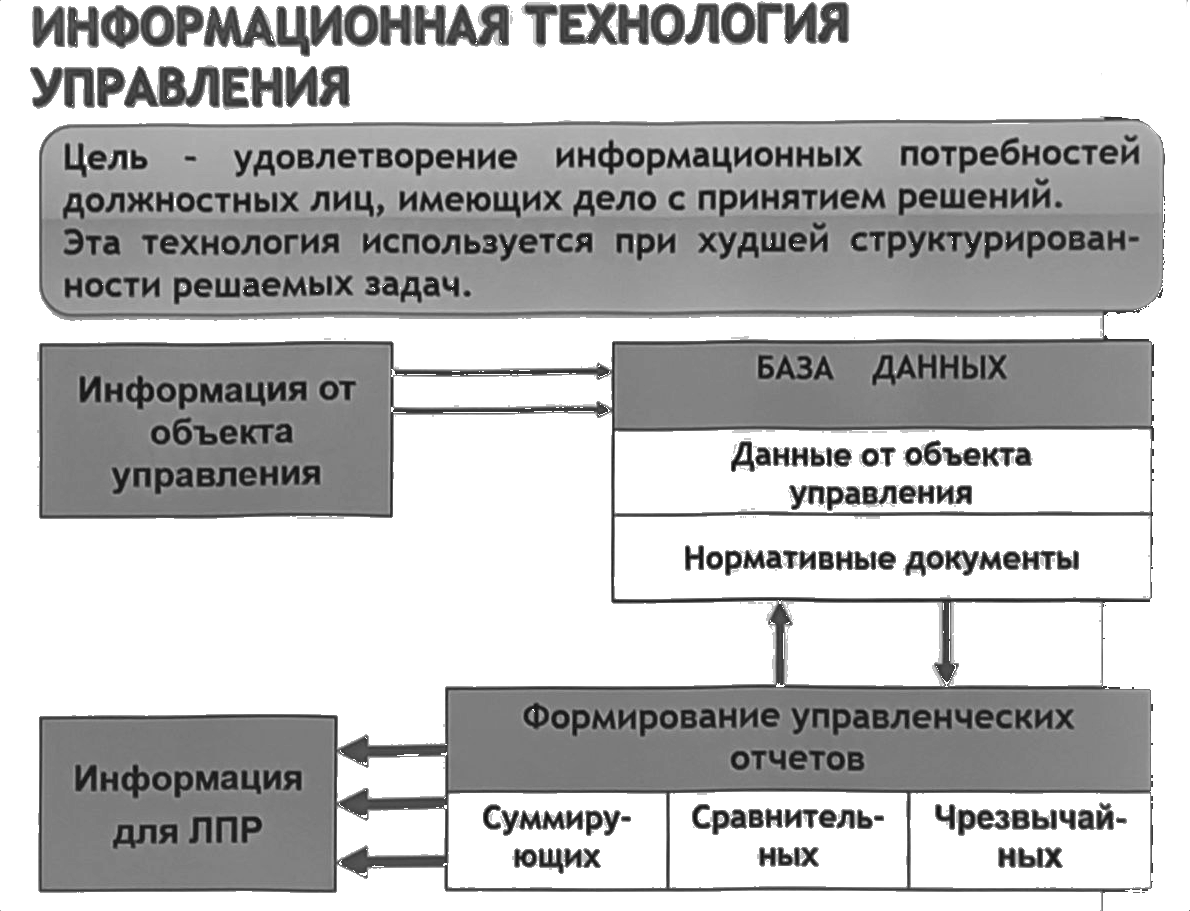 ИНФОРМАЦИОННАЯ ТЕХНОЛОГИЯ
УПРАВЛЕНИЯ
Цель - удовлетворение информационных потребностей
должностных лиц, имеющих дело с принятием решений.
Эта технология используется при худшей структурирован-
ности решаемых задач.
Информация от
объекта
управления
БАЗА ДАННЫХ
Данные от объекта
управления
Нормативные документы
Формирование управленческих
отчетов
Суммиру-
ющих
Сравнитель-
ных
Чрезвычай-
ных
Информация
для ЛПР